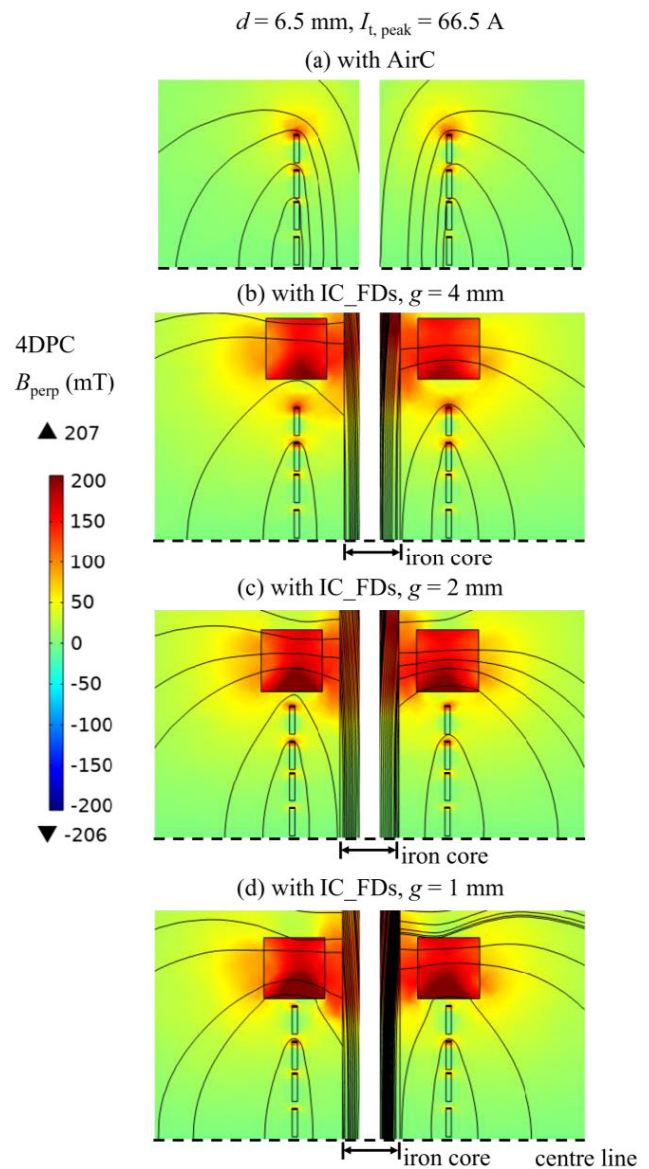 d = 6.5 mm, It, peak = 66.5 A
(a) with AirC
(b) with IC_FDs, g = 4 mm
4DPC
Bperp (mT)
▲ 207
200
150
100
50
0
-50
-100
-150
-200
▼ -206
iron core
(c) with IC_FDs, g = 2 mm
iron core
(d) with IC_FDs, g = 1 mm
iron core
centre line